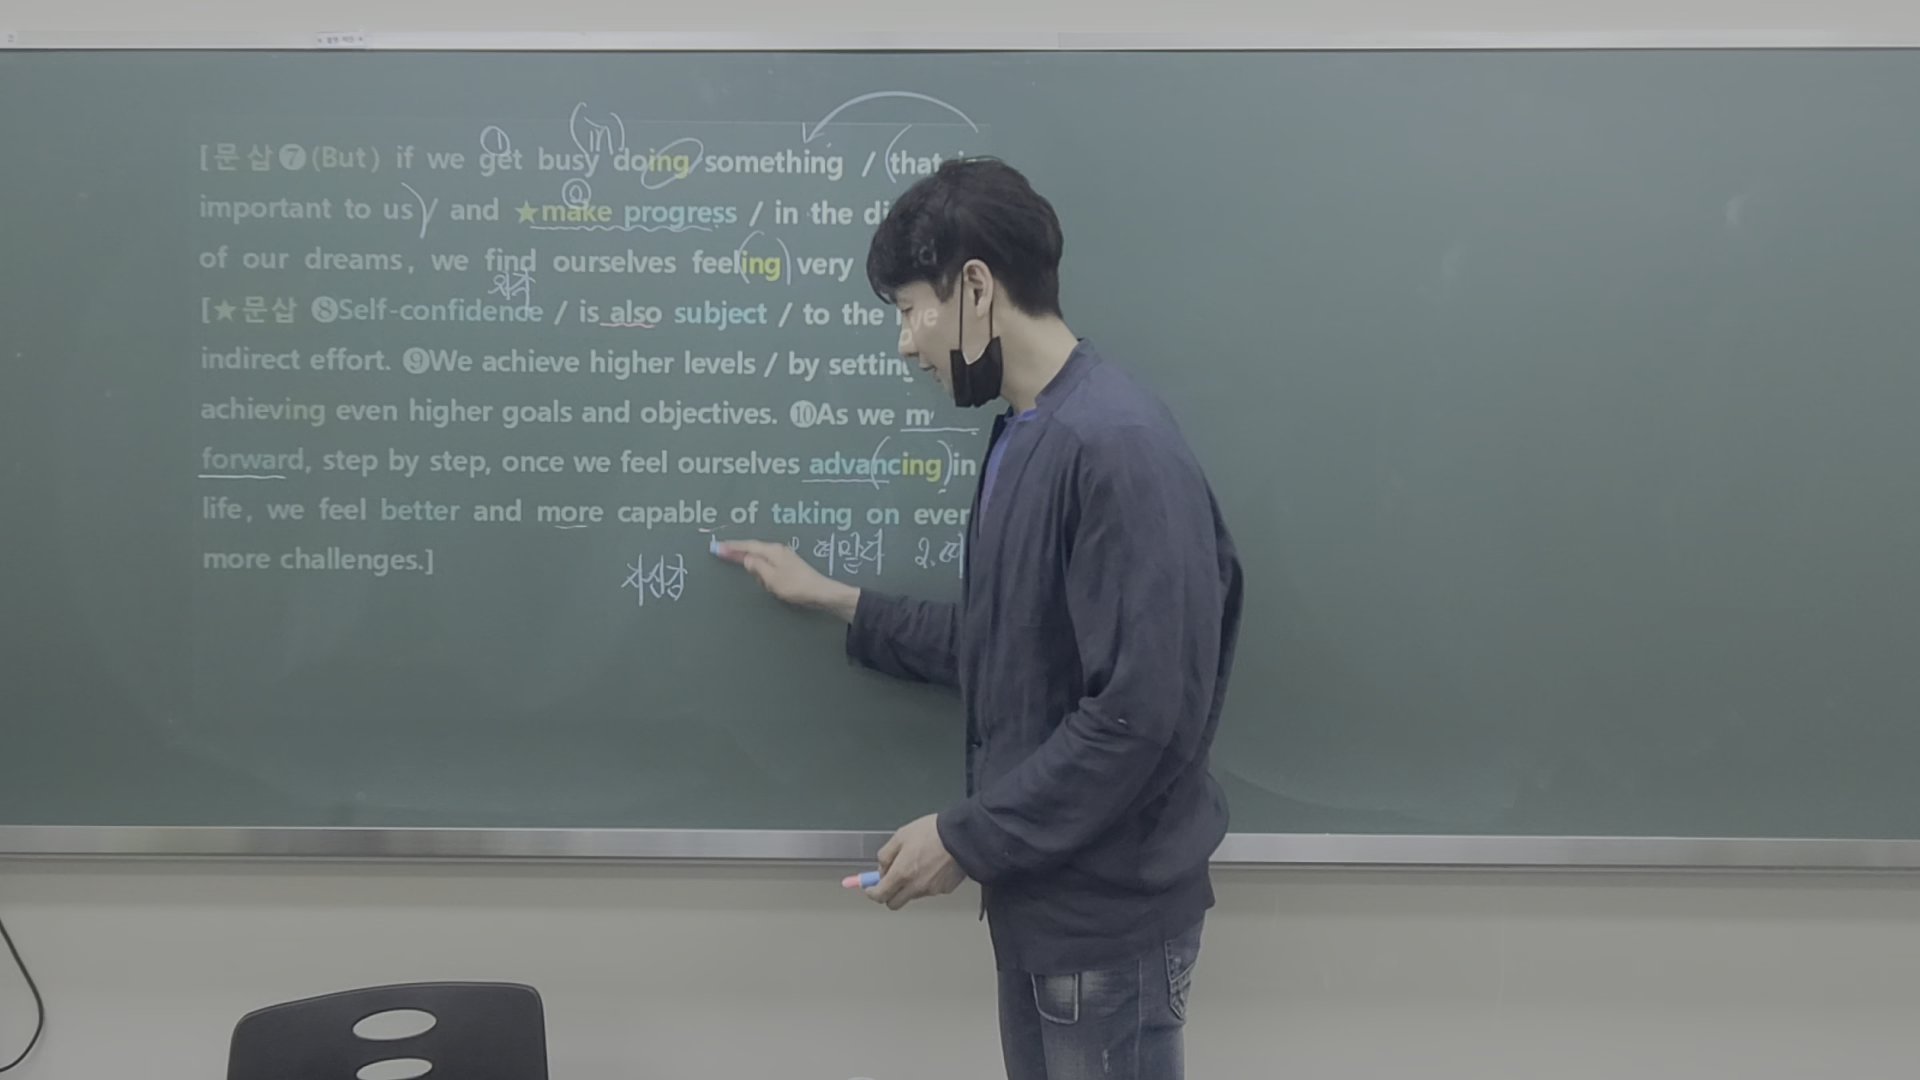 [문삽❼(But) if we get busy (in) doing something / (that
important to us) / and ★make progress / in the
of our dreams, we find ourselves feel(ing) very
[★문삽 ❽Self-confidence / is also subject / to the
indirect effort. ❾We achieve higher levels / by setting
achieving even higher goals and objectives. ❿As we
forward, step by step, once we feel ourselves advancing in
life, we feel better and more capable of taking on even
more challenges.]
자신감